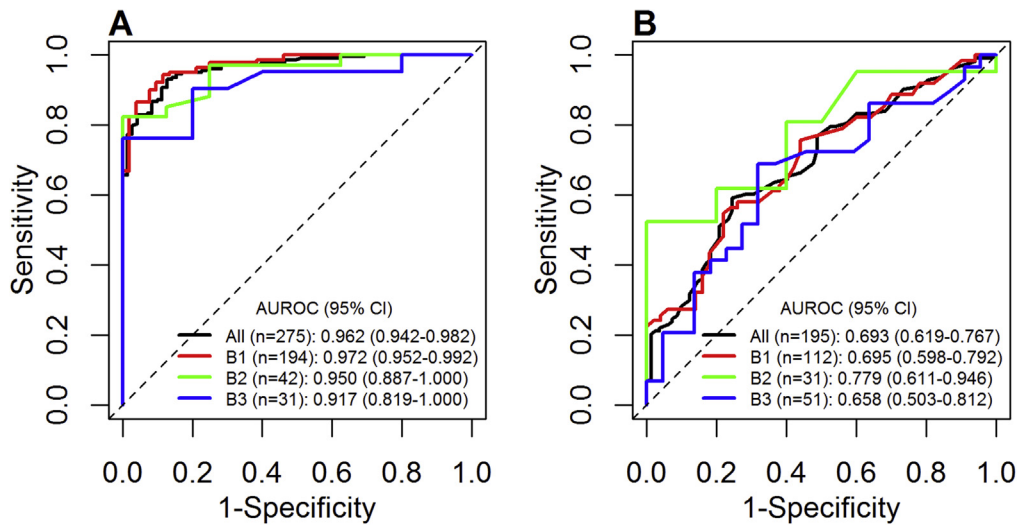 A
Sensitivity
1.0
0.8
0.6
0.4
0.2
0.0
AUROC (95% CI)
All (n=275): 0.962 (0.942-0.982)
B1 (n=194): 0.972 (0.952-0.992)
B2 (n=42): 0.950 (0.887-1.000)
B3 (n=31): 0.917 (0.819-1.000)
0.0 0.2 0.4 0.6 0.8 1.0
1-Specificity
B
Sensitivity
1.0
0.8
0.6
0.4
0.2
0.0
AUROC (95% CI)
All (n=195): 0.693 (0.619-0.767)
B1 (n=112): 0.695 (0.598-0.792)
B2 (n=31): 0.779 (0.611-0.946)
B3 (n=51): 0.658 (0.503-0.812)
0.0 0.2 0.4 0.6 0.8 1.0
1-Specificity